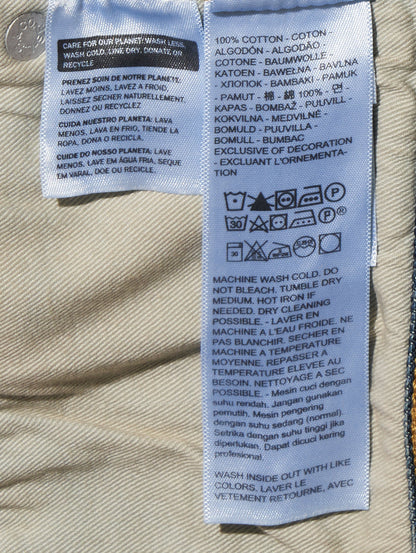 CARE FOR OUR PLANET: WASH LESS,
WASH COLD, LINE DRY, DONATE OR
RECYCLE
PRENEZ SOIN DE NOTRE PLANETE:
LAVEZ MOINS, LAVEZ A FROID,
LAISSEZ SECHER NATURELLEMENT,
DONNEZ OU RECYCLEZ
CUIDA NUESTRO PLANETA: LAVA
MENOS, LAVA EN FRIO, TIENDE LA
ROPA, DONA O RECICLA.
CUIDE DO NOSSO PLANETA: LAVE
MENOS, LAVE EM ÁGUA FRIA, SEQUE
EM VARAL, DOE OU RECICLE.
100% COTTON - COTON -
ALGODÓN - ALGODÃO
COTONE - BAUMWOLLE -
KATOEN - BAWEŁNA - BAVLNA
- ХЛОПОК - BAMBAKI - PAMUK
- PAMUT - 棉 - 綿 100% - 면 -
KAPAS - BOMBAŽ - PUUVILL -
KOKVILNA - MEDVILNĖ -
BOMULD - PUUVILLA -
BOMULL - BUMBAC
EXCLUSIVE OF DECORATION
- EXCLUANT L'ORNEMENTA-
TION
P
30 P
30
MACHINE WASH COLD. DO
NOT BLEACH. TUMBLE DRY
MEDIUM. HOT IRON IF
NEEDED. DRY CLEANING
POSSIBLE. - LAVER EN
MACHINE A L'EAU FROIDE. NE
PAS BLANCHIR. SECHER EN
MACHINE A TEMPERATURE
MOYENNE. REPASSER A
TEMPERATURE ELEVEE AU
BESOIN. NETTOYAGE A SEC
POSSIBLE. - Mesin cuci dengan
suhu rendah. Jangan gunakan
pemutih. Mesin pengering
dengan suhu sedang (normal).
Setrika dengan suhu tinggi jika
diperlukan. Dapat dicuci kering
profesional.
WASH INSIDE OUT WITH LIKE
COLORS. LAVER LE
VETEMENT RETOURNE, AVEC